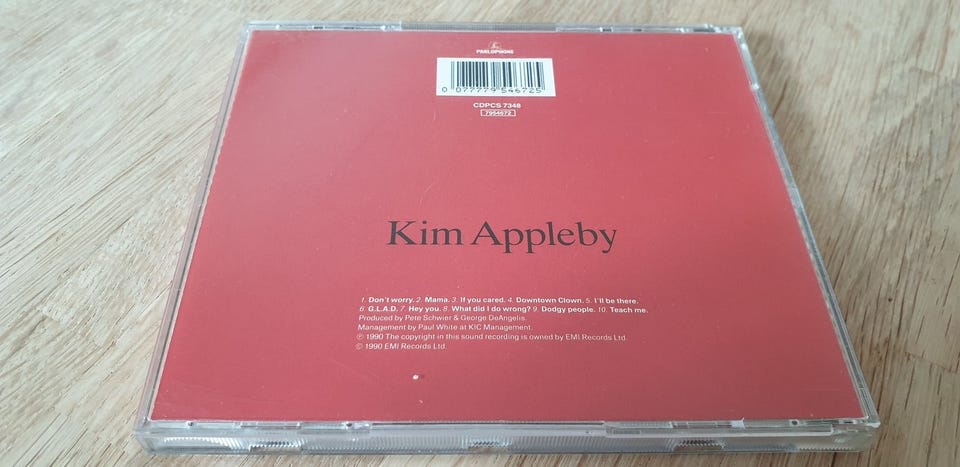 PARLOPHONE
0 077779 546725
CDPCS 7348
7954672
Kim Appleby
1. Don't worry. 2. Mama. 3. If you cared. 4. Downtown Clown. 5. I'll be there.
6. G.L.A.D. 7. Hey you. 8. What did I do wrong? 9. Dodgy people. 10. Teach me.
Produced by Pete Schwier & George DeAngelis.
Management by Paul White at KIC Management.
℗ 1990 The copyright in this sound recording is owned by EMI Records Ltd.
© 1990 EMI Records Ltd.